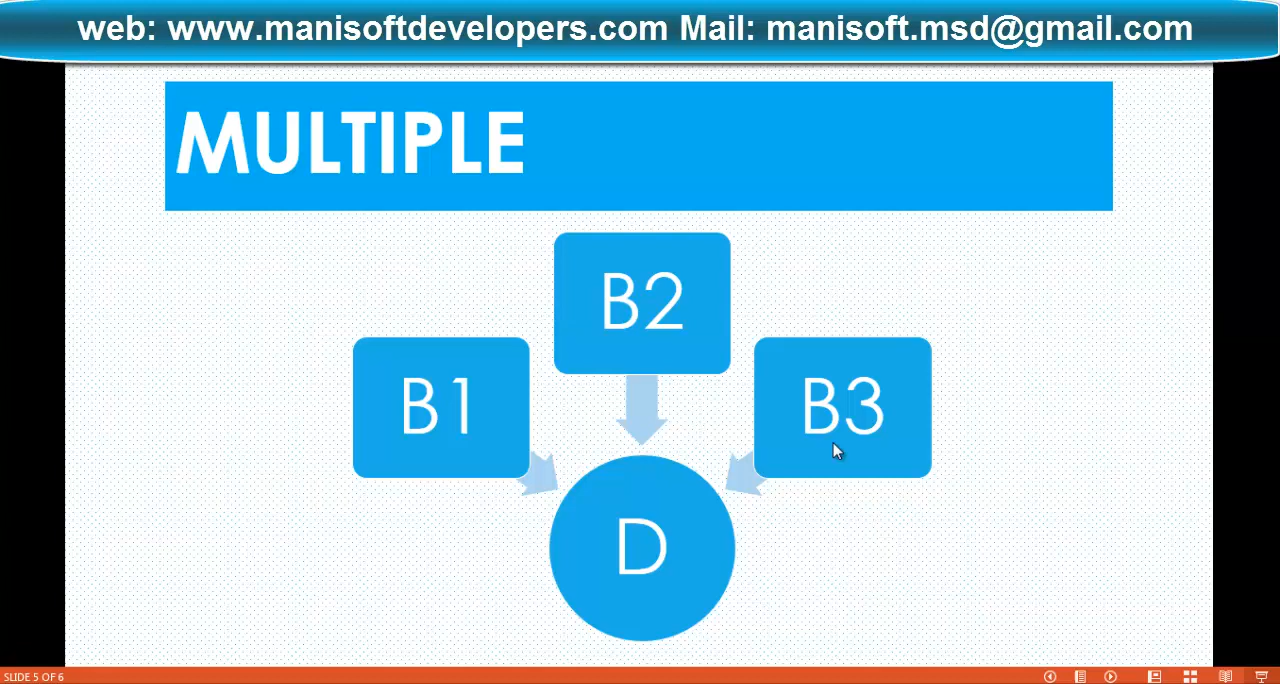 web: www.manisoftdevelopers.com Mail: manisoft.msd@gmail.com
MULTIPLE
B2
B1
B3
D
SLIDE 5 OF 6